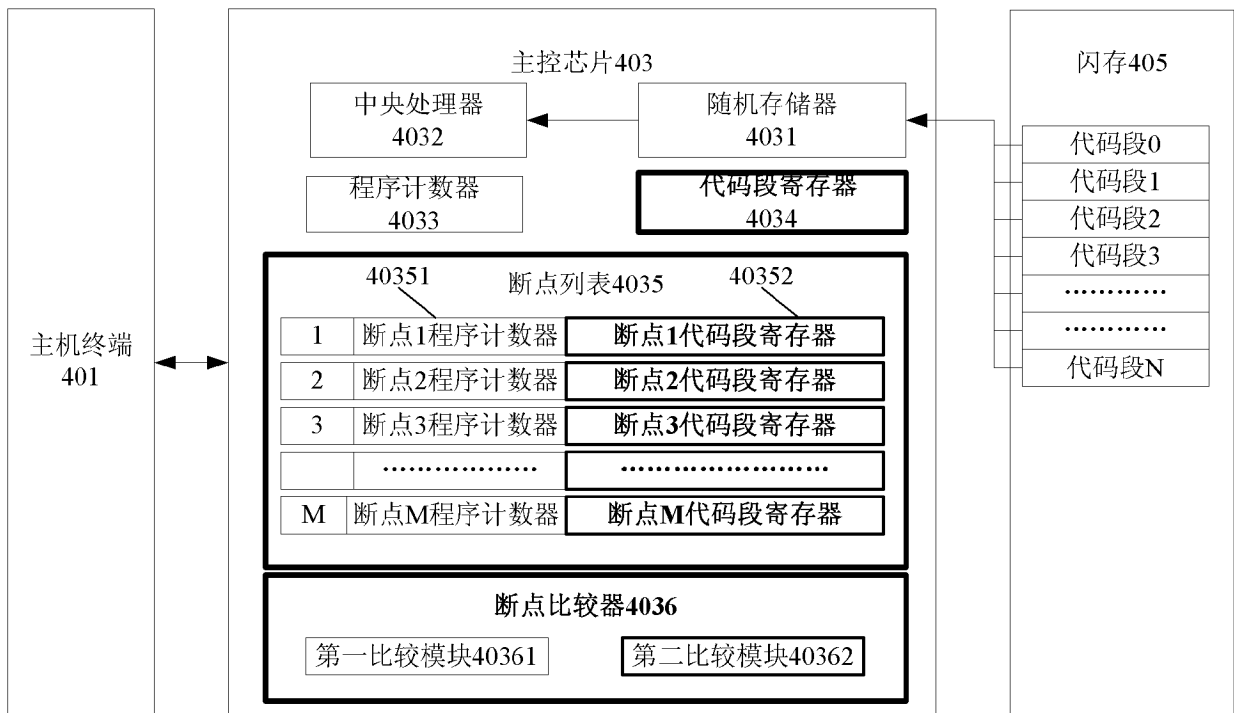 主机终端
401
主控芯片403
中央处理器
4032
随机存储器
4031
程序计数器
4033
代码段寄存器
4034
40351
断点列表4035
40352
1 断点1程序计数器 断点1代码段寄存器
2 断点2程序计数器 断点2代码段寄存器
3 断点3程序计数器 断点3代码段寄存器
……………… ……………………
M 断点M程序计数器 断点M代码段寄存器
断点比较器4036
第一比较模块40361 第二比较模块40362
闪存405
代码段0
代码段1
代码段2
代码段3
…………
…………
代码段N